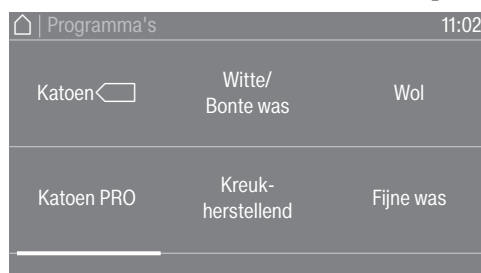 | Programma's 11:02
Katoen Witte/ Wol
Bonte was
Katoen PRO Kreuk- Fijne was
herstellend